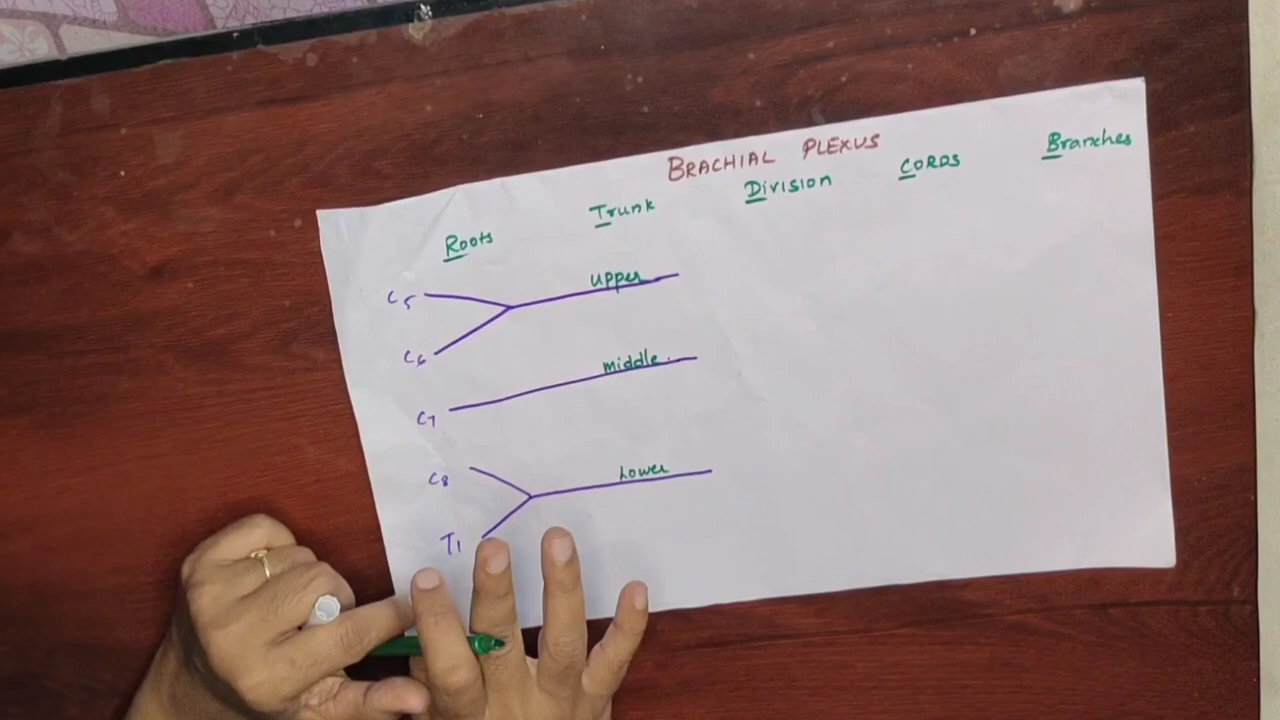 BRACHIAL PLEXUS
Roots Trunk Division CORDS Branches
C5 upper
C6
C7 middle
C8 Lower
T1